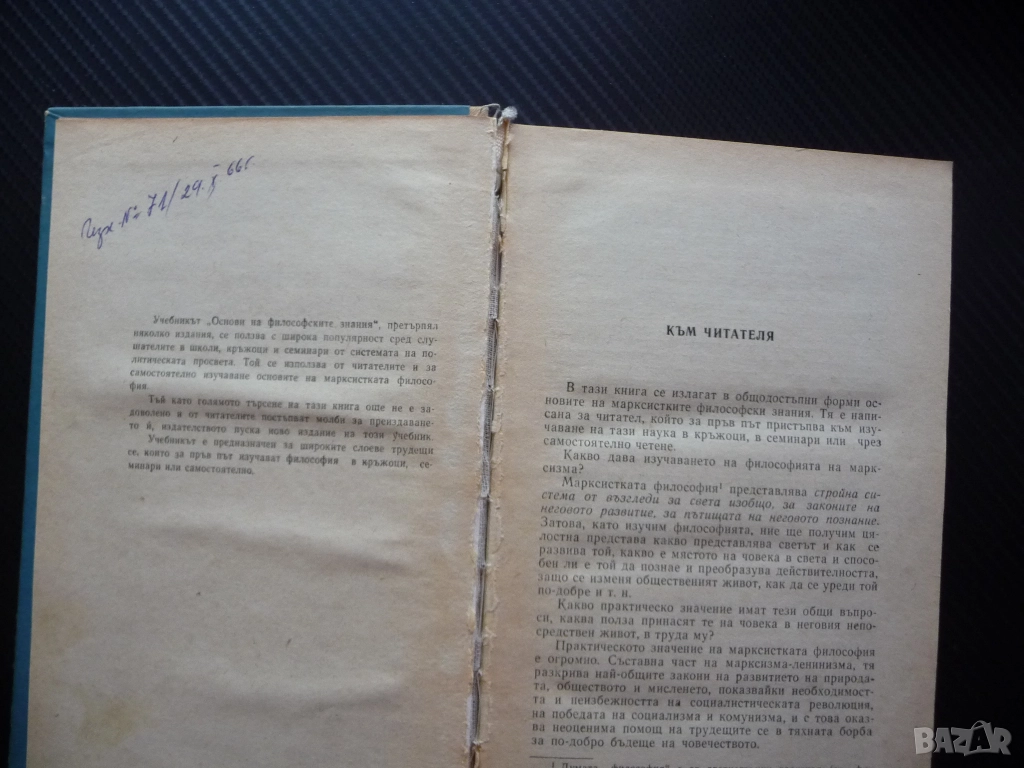 № 71/29.X 66г.
Учебникът „Основи на философските знания", претърпял
няколко издания, се ползва с широка популярност сред слу-
шателите в школи, кръжоци и семинари от системата на по-
литическата просвета. Той се използва от читателите и за
самостоятелно изучаване основите на марксистката филосо-
фия.
Тъй като голямото търсене на тази книга още не е за-
доволено и от читателите постъпват молби за преиздаване-
то ѝ, издателството пуска ново издание на този учебник.
Учебникът е предназначен за широките слоеве трудещи
се, които за пръв път изучават философия в кръжоци, се-
минари или самостоятелно.
КЪМ ЧИТАТЕЛЯ
В тази книга се излагат в общодостъпни форми осно-
вите на марксистките философски знания. Тя е напи-
сана за читател, който за пръв път пристъпва към изу-
чаване на тази наука в кръжоци, в семинари или чрез
самостоятелно четене.
Какво дава изучаването на философията на марк-
сизма?
Марксистката философия¹ представлява стройна си-
стема от възгледи за света изобщо, за законите на
неговото развитие, за пътищата на неговото познание.
Затова, като изучим философията, ние ще получим ця-
лостна представа какво представлява светът и как се
развива той, какво е мястото на човека в света и спосо-
бен ли е той да познае и преобразува действителността,
защо се изменя общественият живот, как да се уреди той
по-добре и т. н.
Какво практическо значение имат тези общи въпро-
си, каква полза принасят те на човека в неговия непо-
средствен живот, в труда му?
Практическото значение на марксистката философия
е огромно. Съставна част на марксизма-ленинизма, тя
разкрива най-общите закони на развитието на природа-
та, обществото и мисленето, показвайки необходимост-
та и неизбежността на социалистическата революция,
на победата на социализма и комунизма, и с това оказ-
ва неоценима помощ на трудещите се в тяхната борба
за по-добро бъдеще на човечеството.
BAZAR